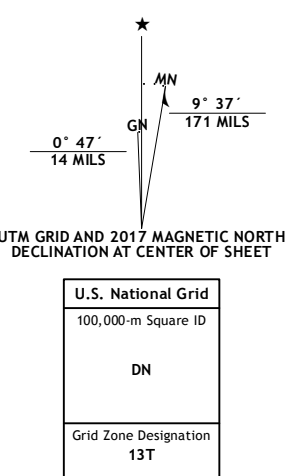 ★
MN
GN
9° 37´
171 MILS
0° 47´
14 MILS
UTM GRID AND 2017 MAGNETIC NORTH
DECLINATION AT CENTER OF SHEET
U.S. National Grid
100,000-m Square ID
DN
Grid Zone Designation
13T